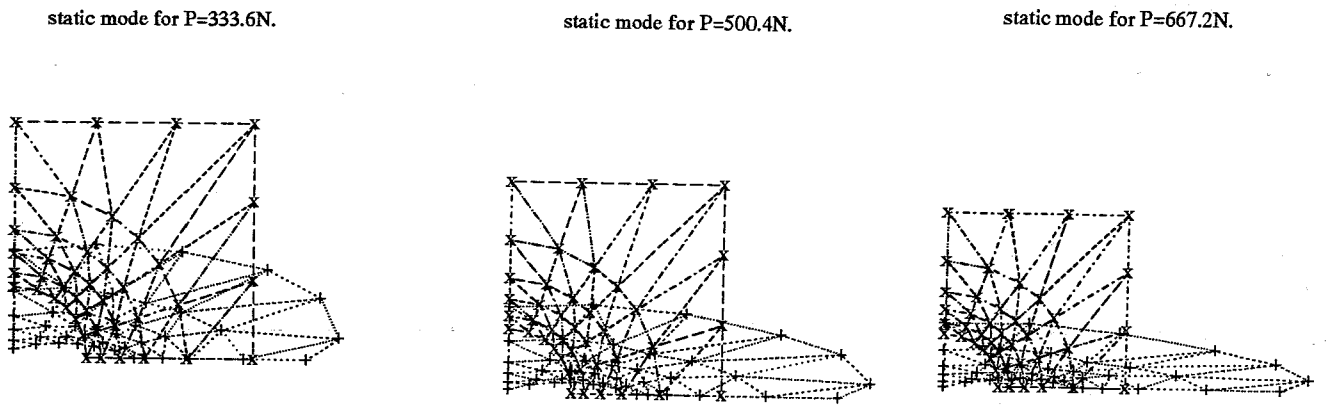 static mode for P=333.6N.
static mode for P=500.4N.
static mode for P=667.2N.